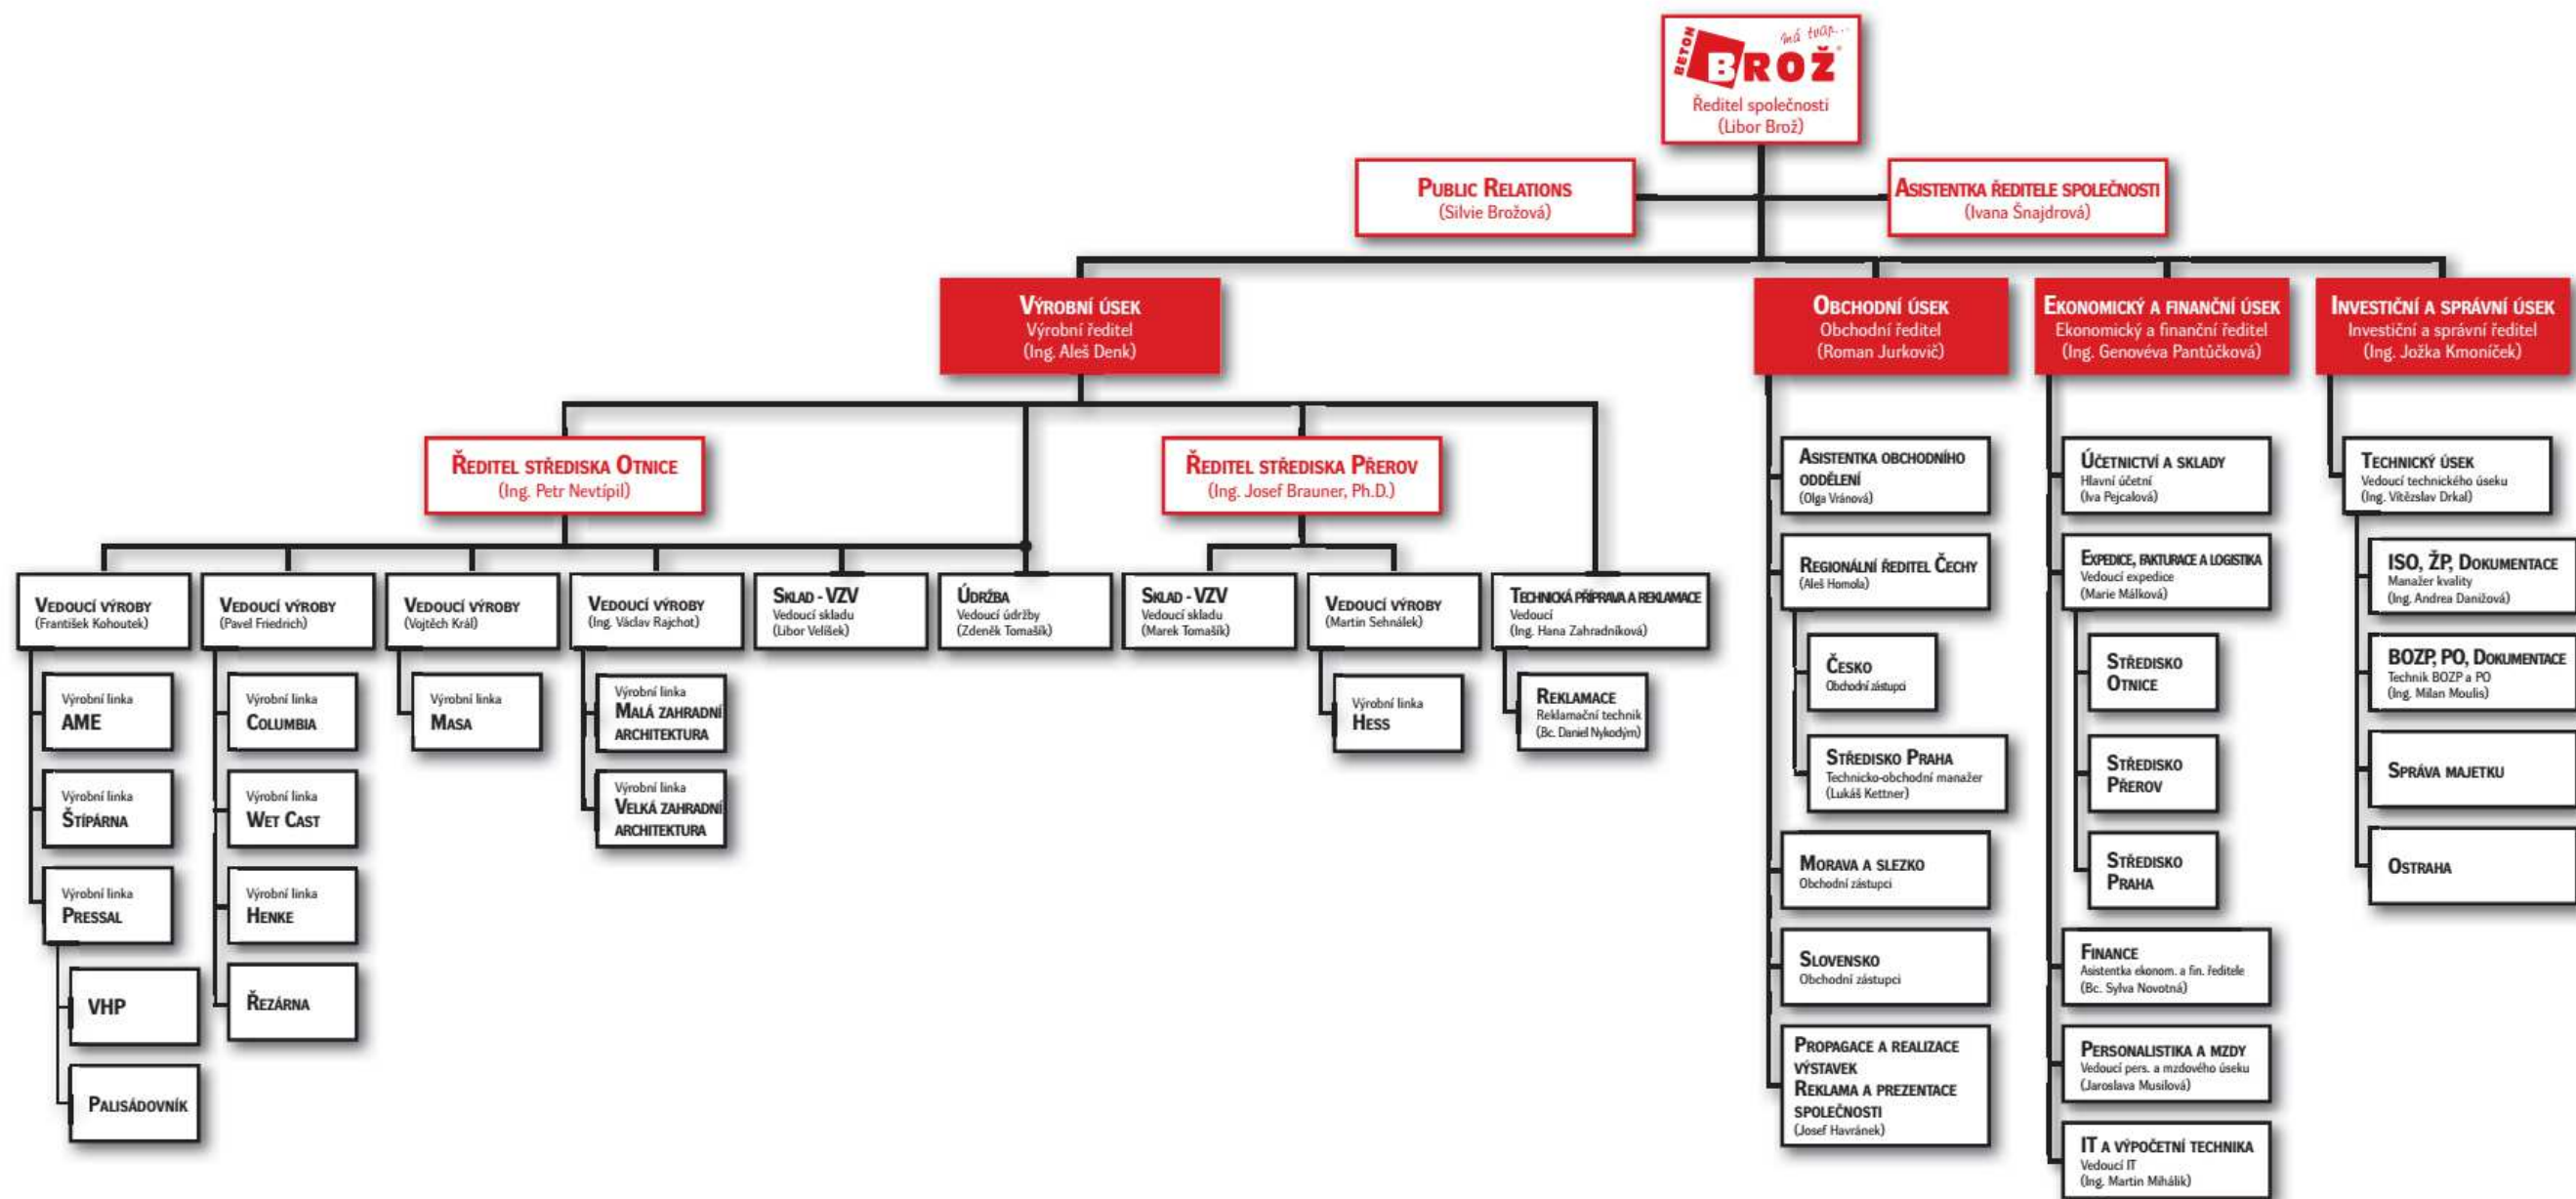 BETON
BROŽ
má tvář...
Ředitel společnosti
(Libor Brož)
PUBLIC RELATIONS
(Silvie Brožová)
ASISTENTKA ŘEDITELE SPOLEČNOSTI
(Ivana Šnajdrová)
VÝROBNÍ ÚSEK
Výrobní ředitel
(Ing. Aleš Denk)
OBCHODNÍ ÚSEK
Obchodní ředitel
(Roman Jurkovič)
EKONOMICKÝ A FINANČNÍ ÚSEK
Ekonomický a finanční ředitel
(Ing. Genovéva Pantůčková)
INVESTIČNÍ A SPRÁVNÍ ÚSEK
Investiční a správní ředitel
(Ing. Jožka Kmoníček)
ŘEDITEL STŘEDISKA OTNICE
(Ing. Petr Nevtípil)
ŘEDITEL STŘEDISKA PŘEROV
(Ing. Josef Brauner, Ph.D.)
VEDOUCÍ VÝROBY
(František Kohoutek)
Výrobní linka
AME
Výrobní linka
ŠTÍPÁRNA
Výrobní linka
PRESSAL
VHP
PALISÁDOVNÍK
VEDOUCÍ VÝROBY
(Pavel Friedrich)
Výrobní linka
COLUMBIA
Výrobní linka
WET CAST
Výrobní linka
HENKE
ŘEZÁRNA
VEDOUCÍ VÝROBY
(Vojtěch Král)
Výrobní linka
MASA
VEDOUCÍ VÝROBY
(Ing. Václav Rajchot)
Výrobní linka
MALÁ ZAHRADNÍ
ARCHITEKTURA
Výrobní linka
VELKÁ ZAHRADNÍ
ARCHITEKTURA
SKLAD - VZV
Vedoucí skladu
(Libor Velíšek)
ÚDRŽBA
Vedoucí údržby
(Zdeněk Tomašík)
SKLAD - VZV
Vedoucí skladu
(Marek Tomašík)
VEDOUCÍ VÝROBY
(Martin Sehnálek)
Výrobní linka
HESS
TECHNICKÁ PŘÍPRAVA A REKLAMACE
Vedoucí
(Ing. Hana Zahradníková)
REKLAMACE
Reklamační technik
(Bc. Daniel Nykodým)
ASISTENTKA OBCHODNÍHO
ODDĚLENÍ
(Olga Vránová)
REGIONÁLNÍ ŘEDITEL ČECHY
(Aleš Homola)
ČESKO
Obchodní zástupci
STŘEDISKO PRAHA
Technicko-obchodní manažer
(Lukáš Kettner)
MORAVA A SLEZKO
Obchodní zástupci
SLOVENSKO
Obchodní zástupci
PROPAGACE A REALIZACE
VÝSTAVEK
REKLAMA A PREZENTACE
SPOLEČNOSTI
(Josef Havránek)
ÚČETNICTVÍ A SKLADY
Hlavní účetní
(Iva Pejcalová)
EXPEDICE, FAKTURACE A LOGISTIKA
Vedoucí expedice
(Marie Málková)
STŘEDISKO
OTNICE
STŘEDISKO
PŘEROV
STŘEDISKO
PRAHA
FINANCE
Asistentka ekonom. a fin. ředitele
(Bc. Sylva Novotná)
PERSONALISTIKA A MZDY
Vedoucí pers. a mzdového úseku
(Jaroslava Musilová)
IT A VÝPOČETNÍ TECHNIKA
Vedoucí IT
(Ing. Martin Mihálik)
TECHNICKÝ ÚSEK
Vedoucí technického úseku
(Ing. Vítězslav Drkal)
ISO, ŽP, DOKUMENTACE
Manažer kvality
(Ing. Andrea Danižová)
BOZP, PO, DOKUMENTACE
Technik BOZP a PO
(Ing. Milan Moulis)
SPRÁVA MAJETKU
OSTRAHA